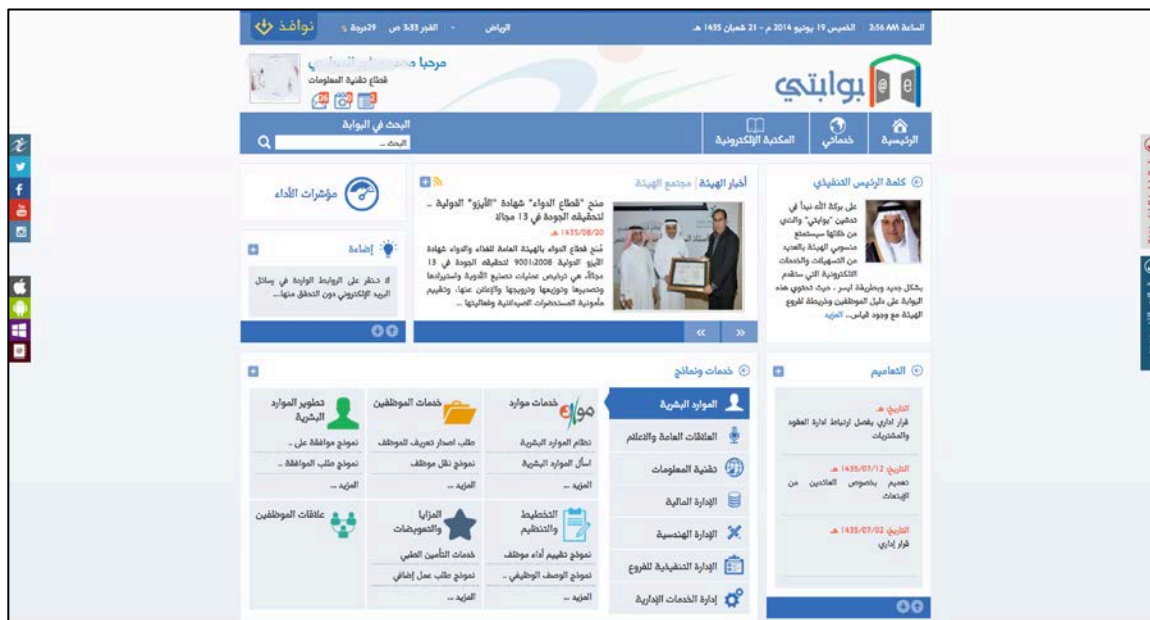 الساعة 2:56 AM
الخميس 19 يونيو 2014 م - 21 شعبان 1435 هـ
الرياض - الفجر 3:33 ص 29درجة
نوافذ
بوابتي
مرحبا
قطاع تقنية المعلومات
الرئيسية
خدماتي
المكتبة الإلكترونية
البحث في البوابة
البحث ...
كلمة الرئيس التنفيذي
على بركة الله نبدأ في
تدشين "بوابتي" والذي
من خلالها سيستمتع
منسوبي الهيئة بالعديد
من التسهيلات والخدمات
الالكترونية التي ستقدم
بشكل جديد وبطريقة ايسر ، حيث تحتوي هذه
البوابة على دليل الموظفين وخريطة لفروع
الهيئة مع وجود قياس... المزيد
أخبار الهيئة | مجتمع الهيئة
منح "قطاع الدواء" شهادة "الأيزو" الدولية ..
لتحقيقه الجودة في 13 مجالا
1435/08/20 هـ
مُنح قطاع الدواء بالهيئة العامة للغذاء والدواء شهادة
الأيزو الدولية 9001:2008 لتحقيقه الجودة في 13
مجالاً، هي ترخيص عمليات تصنيع الأدوية واستيرادها
وتصديرها وتوزيعها وترويجها والإعلان عنها، وتقييم
مأمونية المستحضرات الصيدلانية وفعاليتها ...
مؤشرات الأداء
إضاءة
لا تنقر على الروابط الواردة في رسائل
البريد الإلكتروني دون التحقق منها...
التعاميم
التاريخ: هـ
قرار اداري بفصل ارتباط ادارة العقود
والمشتريات
التاريخ: 1435/07/12 هـ
تعميم بخصوص العائدين من
الإبتعاث
التاريخ: 1435/07/02 هـ
قرار إداري
خدمات ونماذج
الموارد البشرية
العلاقات العامة والاعلام
تقنية المعلومات
الإدارة المالية
الإدارة الهندسية
الإدارة التنفيذية للفروع
إدارة الخدمات الإدارية
موارد
خدمات موارد
نظام الموارد البشرية
اسأل الموارد البشرية
المزيد ...
خدمات الموظفين
طلب اصدار تعريف للموظف
نموذج نقل موظف
المزيد ...
تطوير الموارد
البشرية
نموذج موافقة على ..
نموذج طلب الموافقة ..
المزيد ...
التخطيط
والتنظيم
نموذج تقييم أداء موظف
نموذج الوصف الوظيفي ..
المزيد ...
المزايا
والتعويضات
خدمات التأمين الطبي
نموذج طلب عمل إضافي
المزيد ...
علاقات الموظفين